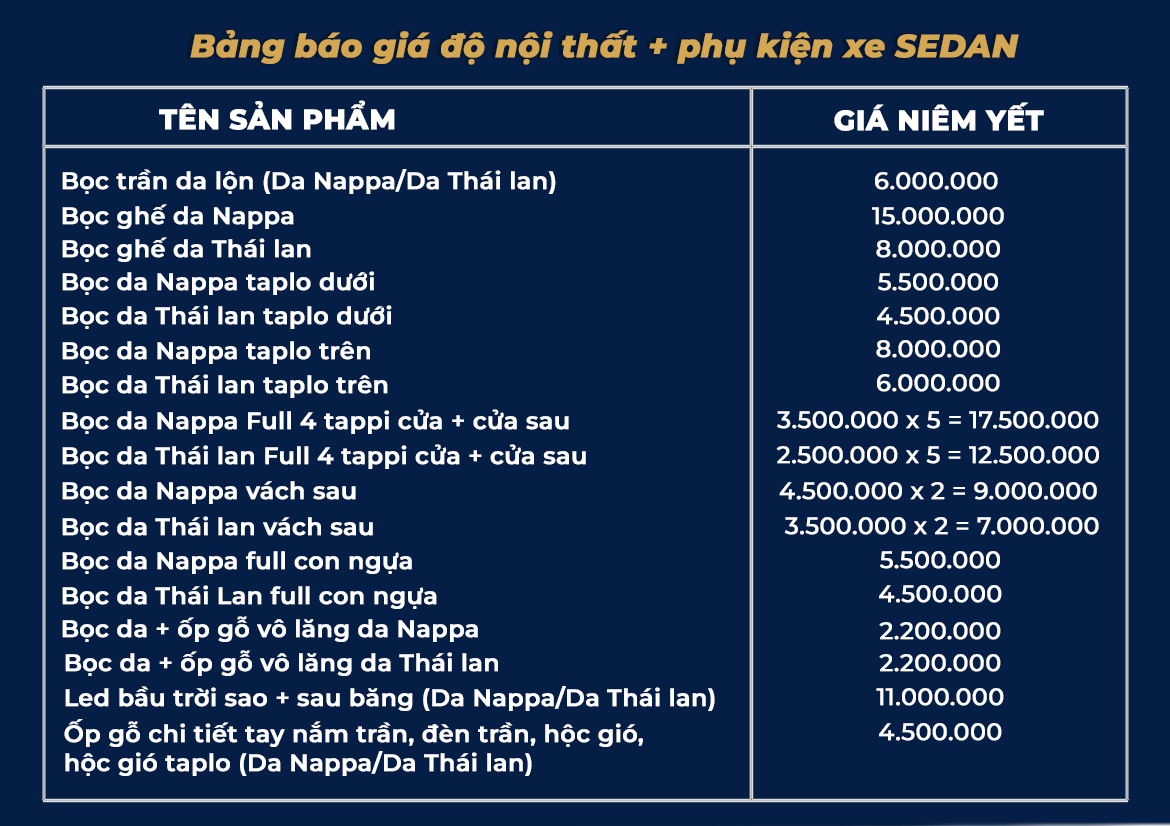 Bảng báo giá độ nội thất + phụ kiện xe SEDAN
TÊN SẢN PHẨM GIÁ NIÊM YẾT
Bọc trần da lộn (Da Nappa/Da Thái lan) 6.000.000
Bọc ghế da Nappa 15.000.000
Bọc ghế da Thái lan 8.000.000
Bọc da Nappa taplo dưới 5.500.000
Bọc da Thái lan taplo dưới 4.500.000
Bọc da Nappa taplo trên 8.000.000
Bọc da Thái lan taplo trên 6.000.000
Bọc da Nappa Full 4 tappi cửa + cửa sau 3.500.000 x 5 = 17.500.000
Bọc da Thái lan Full 4 tappi cửa + cửa sau 2.500.000 x 5 = 12.500.000
Bọc da Nappa vách sau 4.500.000 x 2 = 9.000.000
Bọc da Thái lan vách sau 3.500.000 x 2 = 7.000.000
Bọc da Nappa full con ngựa 5.500.000
Bọc da Thái Lan full con ngựa 4.500.000
Bọc da + ốp gỗ vô lăng da Nappa 2.200.000
Bọc da + ốp gỗ vô lăng da Thái lan 2.200.000
Led bầu trời sao + sau băng (Da Nappa/Da Thái lan) 11.000.000
Ốp gỗ chi tiết tay nắm trần, đèn trần, hộc gió, 4.500.000
hộc gió taplo (Da Nappa/Da Thái lan)